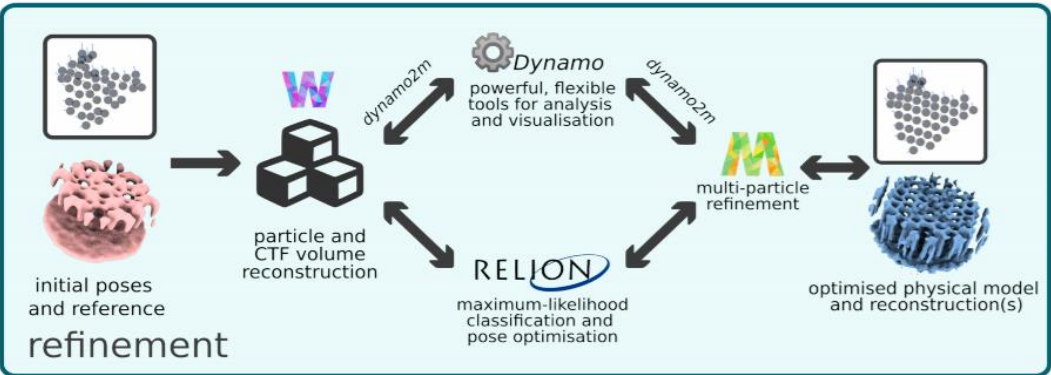 initial poses
and reference
refinement
W
particle and
CTF volume
reconstruction
dynamo2m
Dynamo
powerful, flexible
tools for analysis
and visualisation
RELION
maximum-likelihood
classification and
pose optimisation
dynamo2m
M
multi-particle
refinement
optimised physical model
and reconstruction(s)